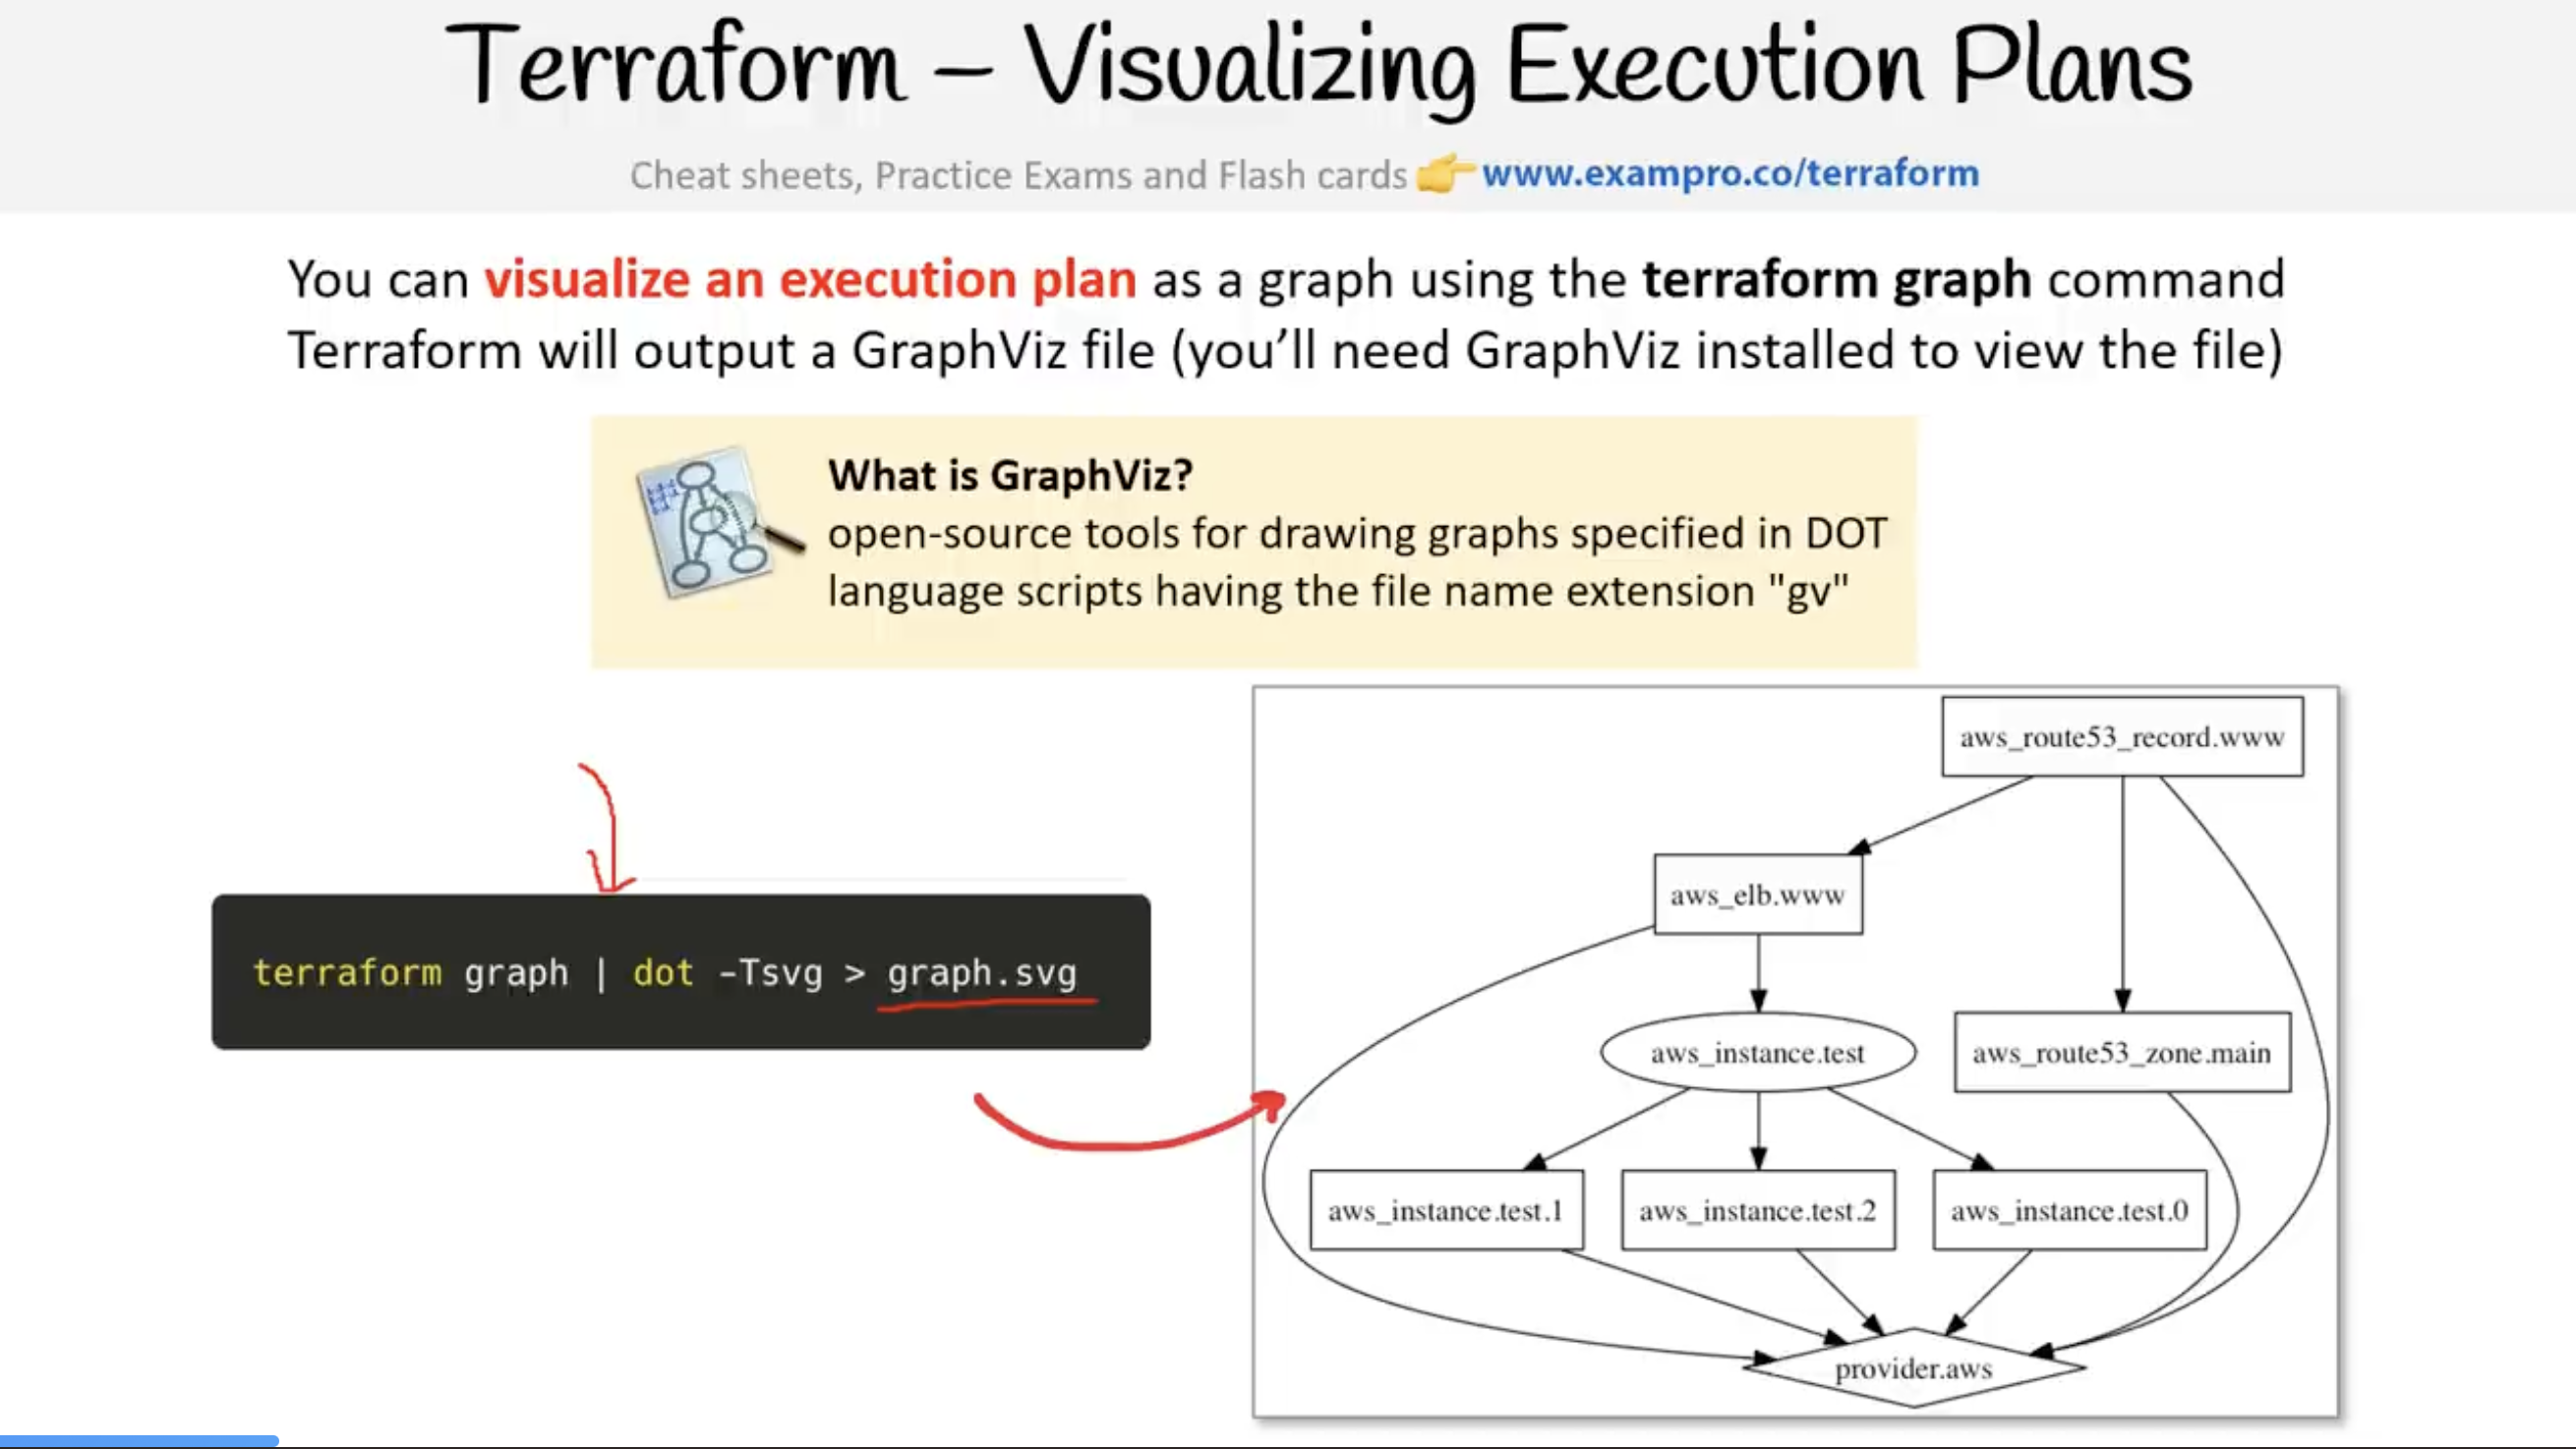 Terraform – Visualizing Execution Plans
Cheat sheets, Practice Exams and Flash cards 👉 www.exampro.co/terraform
You can visualize an execution plan as a graph using the terraform graph command
Terraform will output a GraphViz file (you’ll need GraphViz installed to view the file)
What is GraphViz?
open-source tools for drawing graphs specified in DOT
language scripts having the file name extension "gv"
terraform graph | dot -Tsvg > graph.svg
aws_route53_record.www
aws_elb.www
aws_instance.test
aws_route53_zone.main
aws_instance.test.1
aws_instance.test.2
aws_instance.test.0
provider.aws